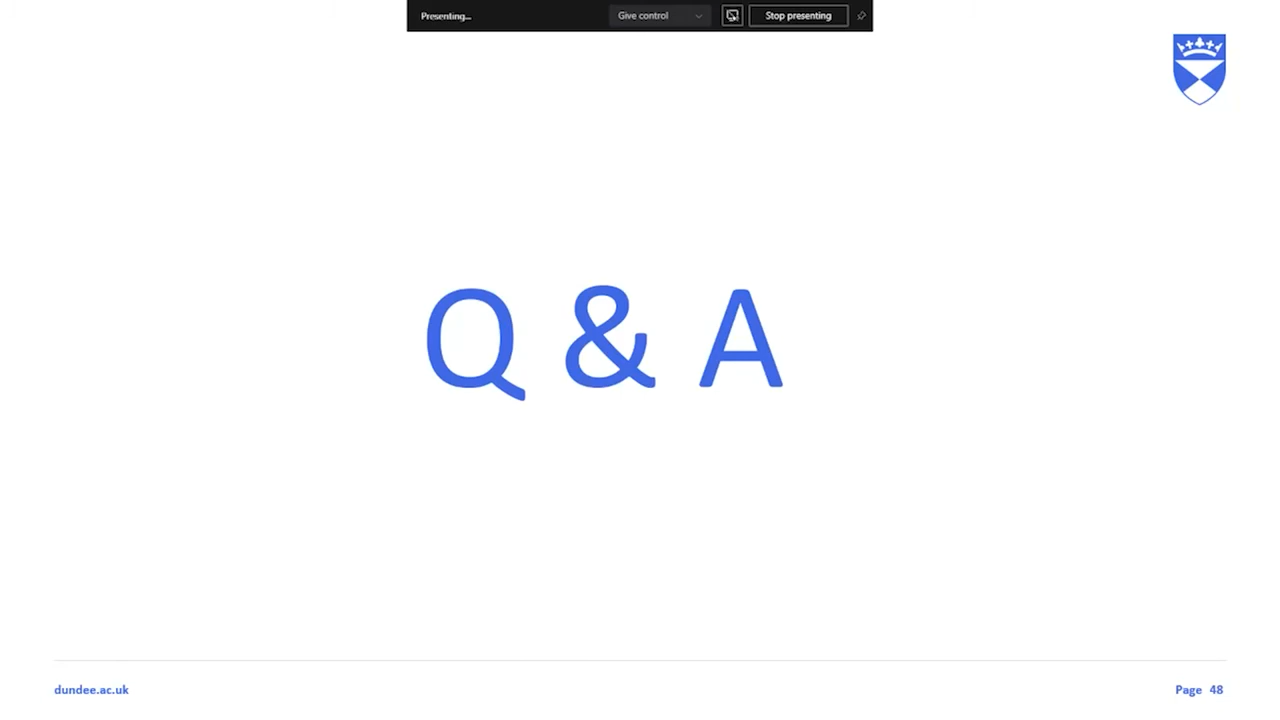 Presenting... Give control Stop presenting
Q & A
dundee.ac.uk Page 48